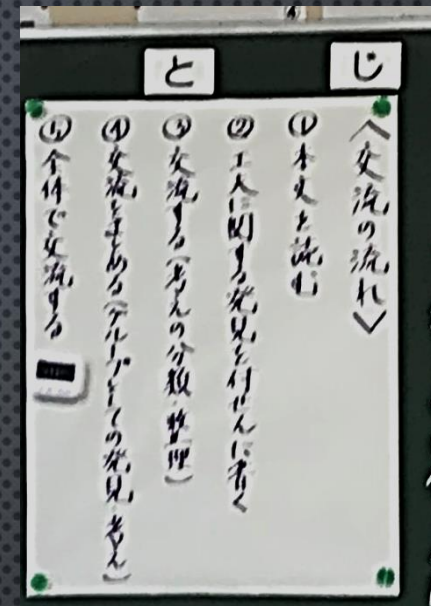 じ
と
〈交流の流れ〉
① 本文を読む
② 工夫に関する発見を付せんに書く
③ 交流する（考えの分類・整理）
④ 交流をまとめる（グループとしての発見・考え）
⑤ 全体で交流する